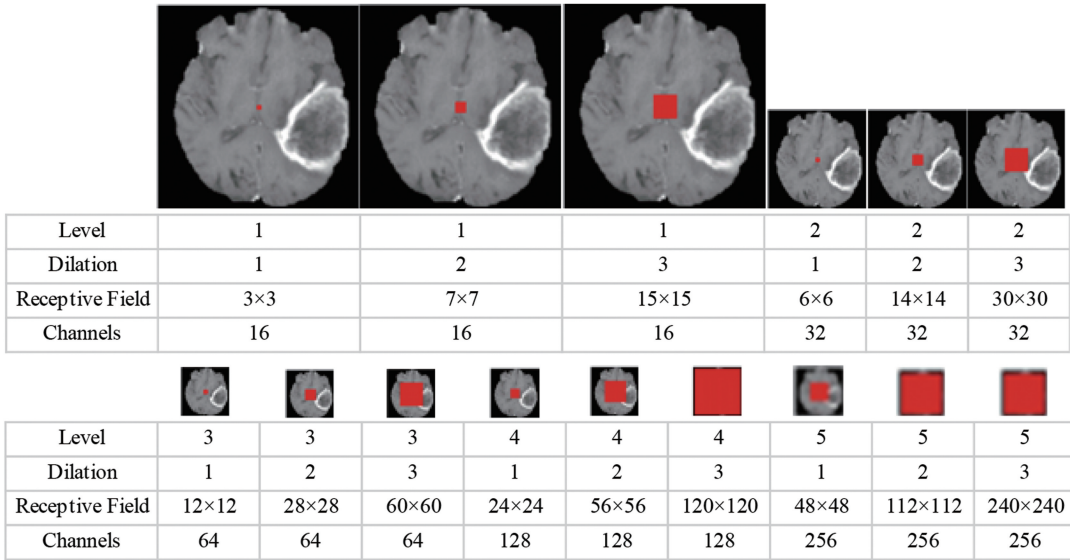 Level 1 1 1 2 2 2
Dilation 1 2 3 1 2 3
Receptive Field 3×3 7×7 15×15 6×6 14×14 30×30
Channels 16 16 16 32 32 32
Level 3 3 3 4 4 4 5 5 5
Dilation 1 2 3 1 2 3 1 2 3
Receptive Field 12×12 28×28 60×60 24×24 56×56 120×120 48×48 112×112 240×240
Channels 64 64 64 128 128 128 256 256 256